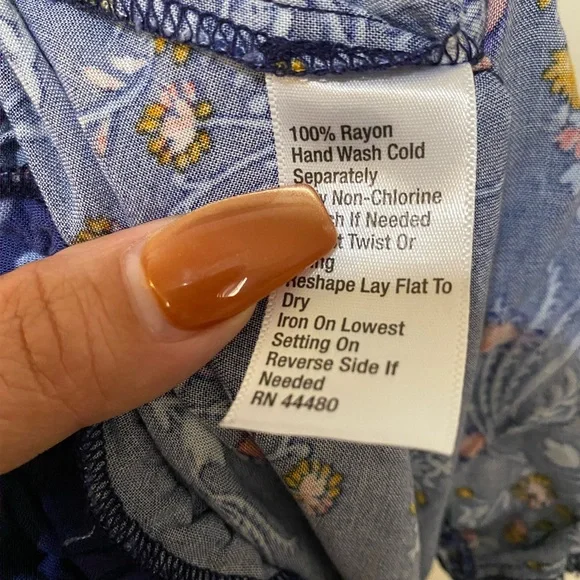 100% Rayon
Hand Wash Cold
Separately
Non-Chlorine
If Needed
Twist Or
Reshape Lay Flat To
Dry
Iron On Lowest
Setting On
Reverse Side If
Needed
RN 44480